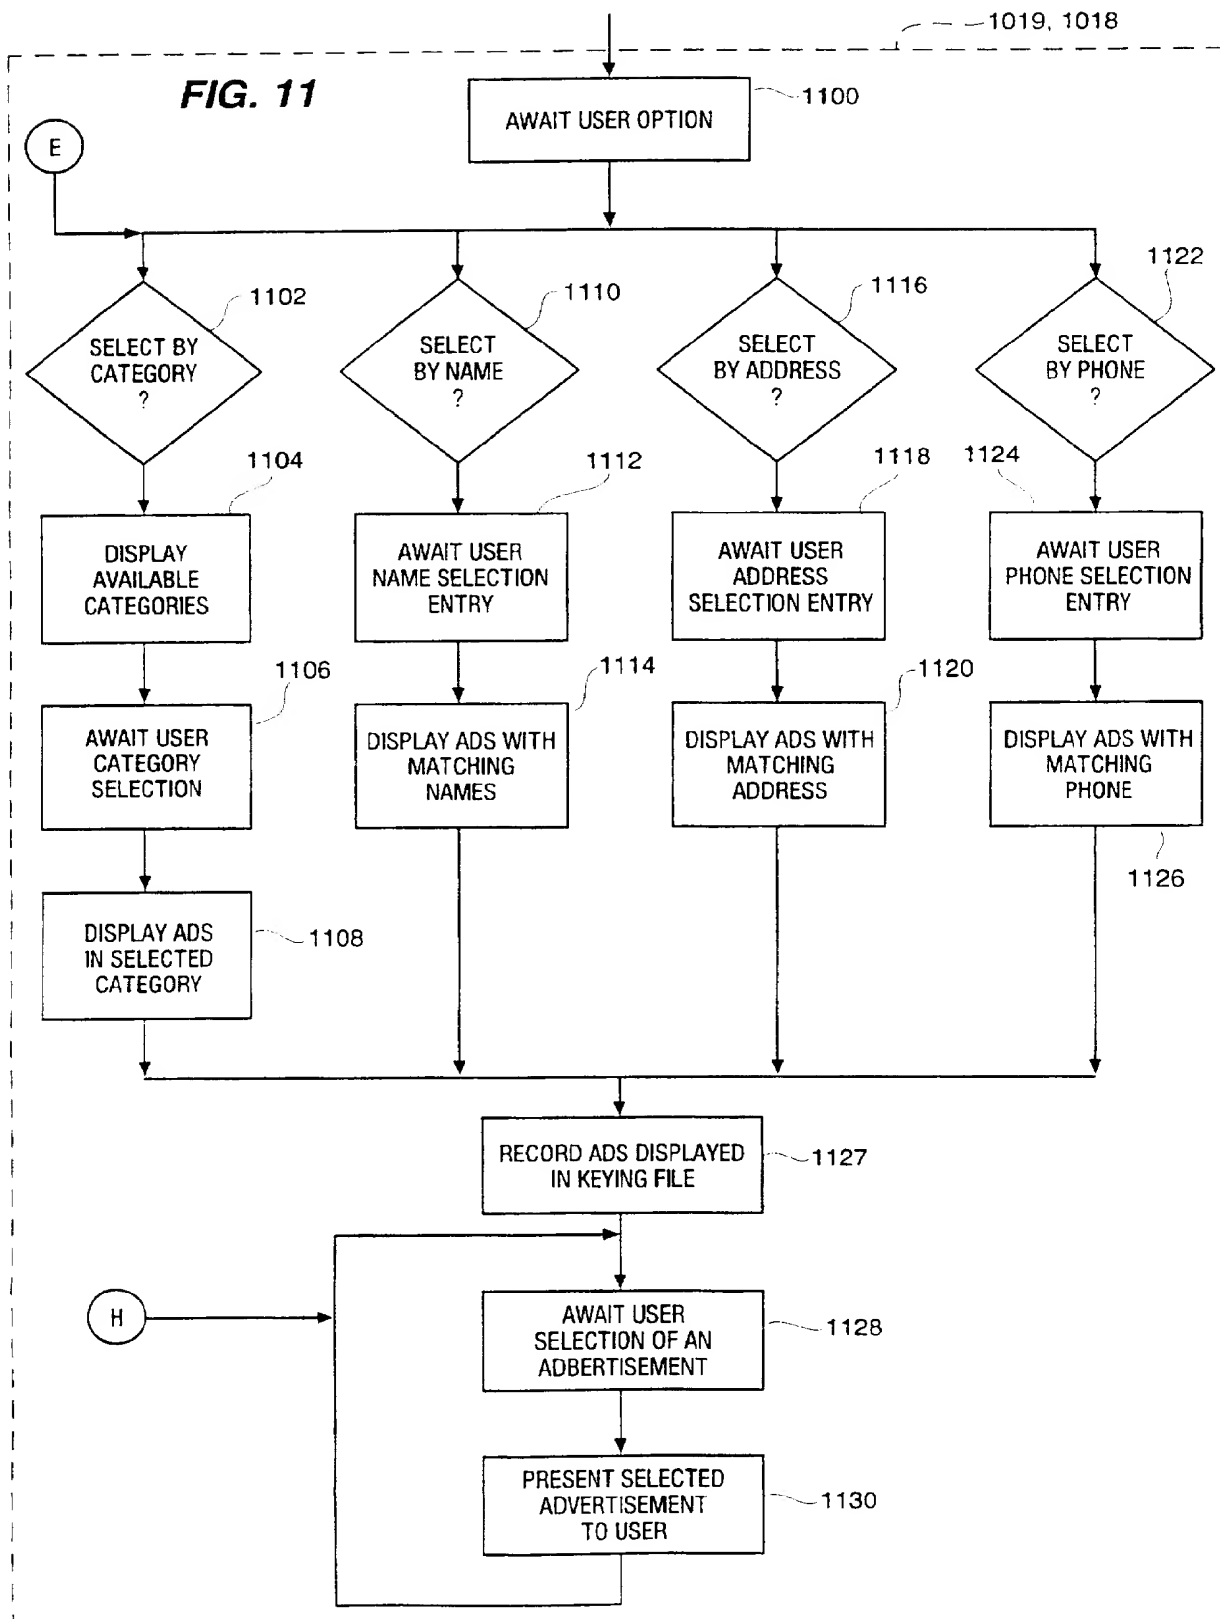 1019, 1018
FIG. 11
1100
AWAIT USER OPTION
E
1102
SELECT BY
CATEGORY
?
1110
SELECT
BY NAME
?
1116
SELECT
BY ADDRESS
?
1122
SELECT
BY PHONE
?
1104
DISPLAY
AVAILABLE
CATEGORIES
1112
AWAIT USER
NAME SELECTION
ENTRY
1118
AWAIT USER
ADDRESS
SELECTION ENTRY
1124
AWAIT USER
PHONE SELECTION
ENTRY
1106
AWAIT USER
CATEGORY
SELECTION
1114
DISPLAY ADS WITH
MATCHING
NAMES
1120
DISPLAY ADS WITH
MATCHING
ADDRESS
DISPLAY ADS WITH
MATCHING
PHONE
1126
DISPLAY ADS
IN SELECTED
CATEGORY
1108
RECORD ADS DISPLAYED
IN KEYING FILE
1127
H
AWAIT USER
SELECTION OF AN
ADBERTISEMENT
1128
PRESENT SELECTED
ADVERTISEMENT
TO USER
1130